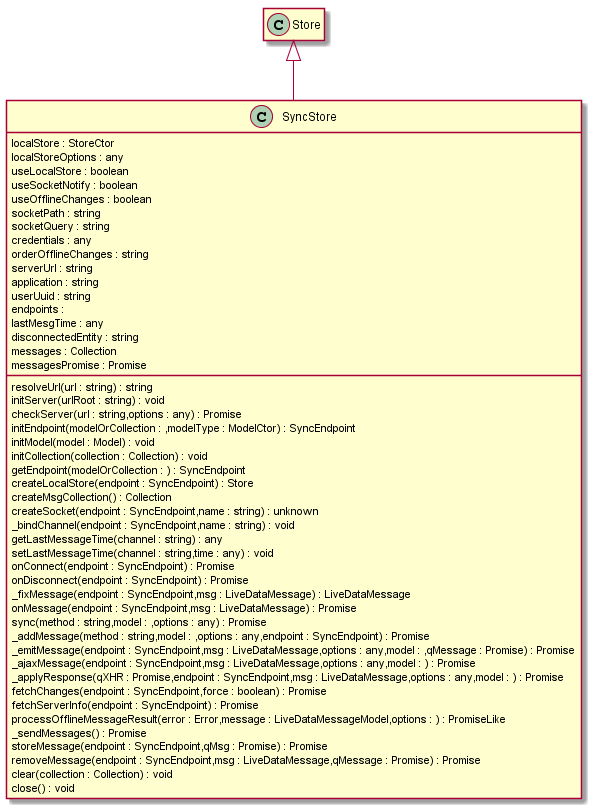 C Store
C SyncStore
localStore : StoreCtor
localStoreOptions : any
useLocalStore : boolean
useSocketNotify : boolean
useOfflineChanges : boolean
socketPath : string
socketQuery : string
credentials : any
orderOfflineChanges : string
serverUrl : string
application : string
userUuid : string
endpoints :
lastMesgTime : any
disconnectedEntity : string
messages : Collection
messagesPromise : Promise
resolveUrl(url : string) : string
initServer(urlRoot : string) : void
checkServer(url : string,options : any) : Promise
initEndpoint(modelOrCollection : ,modelType : ModelCtor) : SyncEndpoint
initModel(model : Model) : void
initCollection(collection : Collection) : void
getEndpoint(modelOrCollection : ) : SyncEndpoint
createLocalStore(endpoint : SyncEndpoint) : Store
createMsgCollection() : Collection
createSocket(endpoint : SyncEndpoint,name : string) : unknown
_bindChannel(endpoint : SyncEndpoint,name : string) : void
getLastMessageTime(channel : string) : any
setLastMessageTime(channel : string,time : any) : void
onConnect(endpoint : SyncEndpoint) : Promise
onDisconnect(endpoint : SyncEndpoint) : Promise
_fixMessage(endpoint : SyncEndpoint,msg : LiveDataMessage) : LiveDataMessage
onMessage(endpoint : SyncEndpoint,msg : LiveDataMessage) : Promise
sync(method : string,model : ,options : any) : Promise
_addMessage(method : string,model : ,options : any,endpoint : SyncEndpoint) : Promise
_emitMessage(endpoint : SyncEndpoint,msg : LiveDataMessage,options : any,model : ,qMessage : Promise) : Promise
_ajaxMessage(endpoint : SyncEndpoint,msg : LiveDataMessage,options : any,model : ) : Promise
_applyResponse(qXHR : Promise,endpoint : SyncEndpoint,msg : LiveDataMessage,options : any,model : ) : Promise
fetchChanges(endpoint : SyncEndpoint,force : boolean) : Promise
fetchServerInfo(endpoint : SyncEndpoint) : Promise
processOfflineMessageResult(error : Error,message : LiveDataMessageModel,options : ) : PromiseLike
_sendMessages() : Promise
storeMessage(endpoint : SyncEndpoint,qMsg : Promise) : Promise
removeMessage(endpoint : SyncEndpoint,msg : LiveDataMessage,qMessage : Promise) : Promise
clear(collection : Collection) : void
close() : void